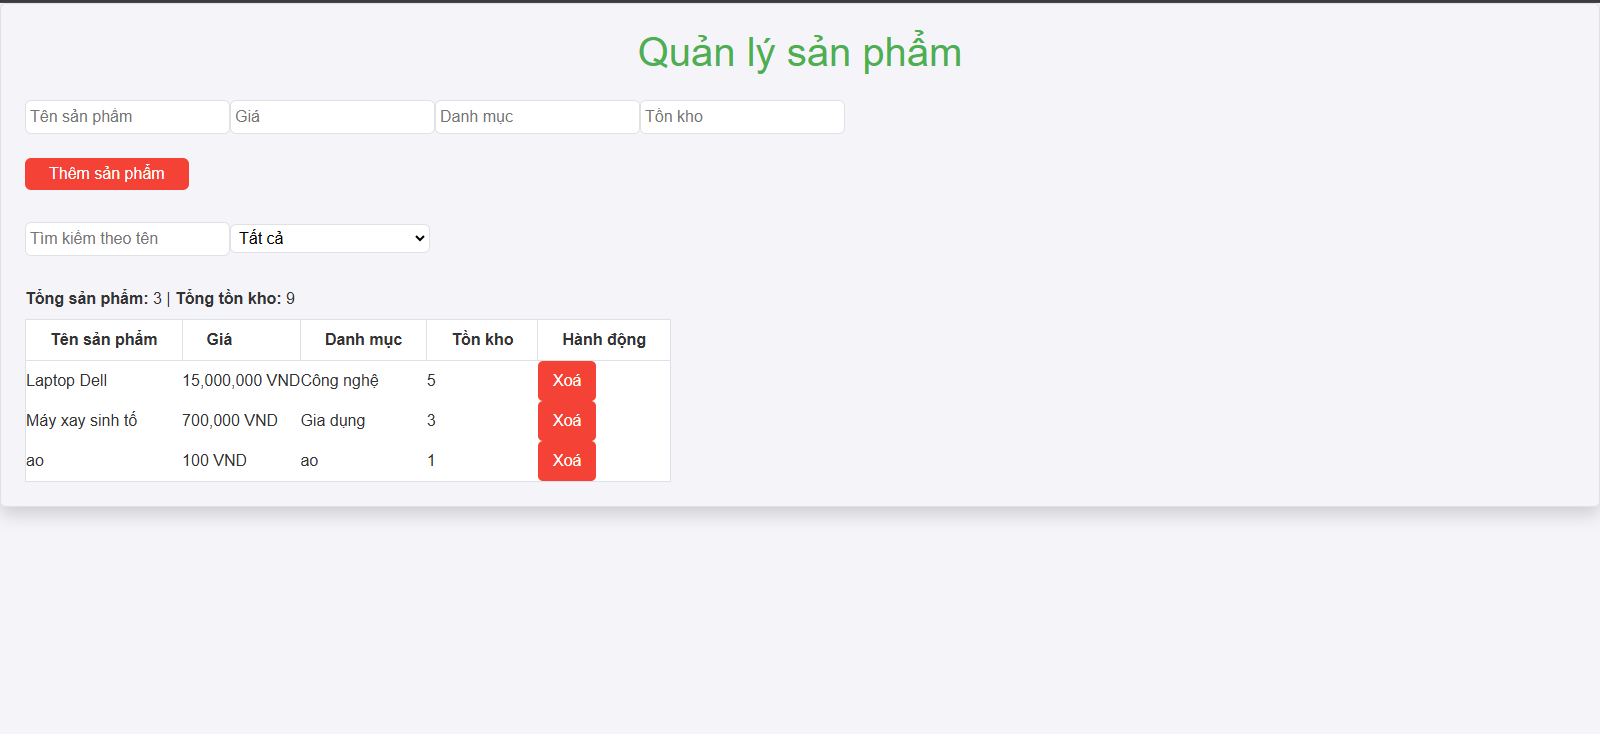 Quản lý sản phẩm
Tên sản phẩm Giá Danh mục Tồn kho
Thêm sản phẩm
Tìm kiếm theo tên Tất cả
Tổng sản phẩm: 3 | Tổng tồn kho: 9
Tên sản phẩm Giá Danh mục Tồn kho Hành động
Laptop Dell 15,000,000 VND Công nghệ 5 Xoá
Máy xay sinh tố 700,000 VND Gia dụng 3 Xoá
ao 100 VND ao 1 Xoá